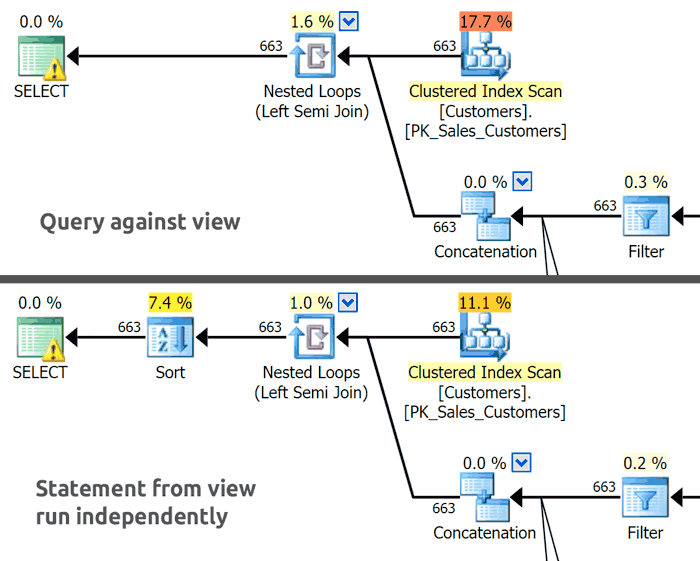 0.0 %
1.6 %
17.7 %
663
663
SELECT
Nested Loops
(Left Semi Join)
Clustered Index Scan
[Customers].
[PK_Sales_Customers]
0.0 %
0.3 %
663
663
Concatenation
Filter
Query against view
0.0 %
7.4 %
1.0 %
11.1 %
663
663
663
SELECT
Sort
Nested Loops
(Left Semi Join)
Clustered Index Scan
[Customers].
[PK_Sales_Customers]
0.0 %
0.2 %
663
663
Concatenation
Filter
Statement from view
run independently